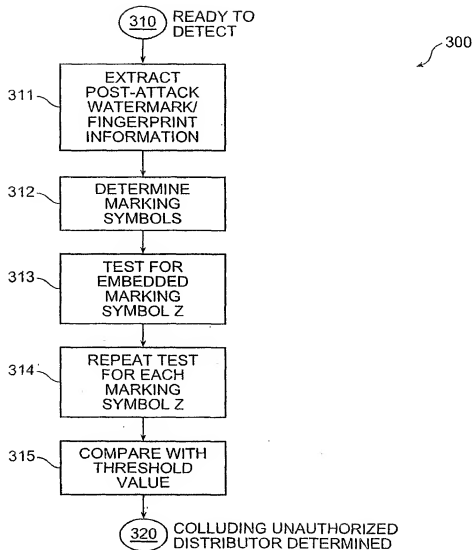 310
READY TO
DETECT
300
311
EXTRACT
POST-ATTACK
WATERMARK/
FINGERPRINT
INFORMATION
312
DETERMINE
MARKING
SYMBOLS
313
TEST FOR
EMBEDDED
MARKING
SYMBOL Z
314
REPEAT TEST
FOR EACH
MARKING
SYMBOL Z
315
COMPARE WITH
THRESHOLD
VALUE
320
COLLUDING UNAUTHORIZED
DISTRIBUTOR DETERMINED